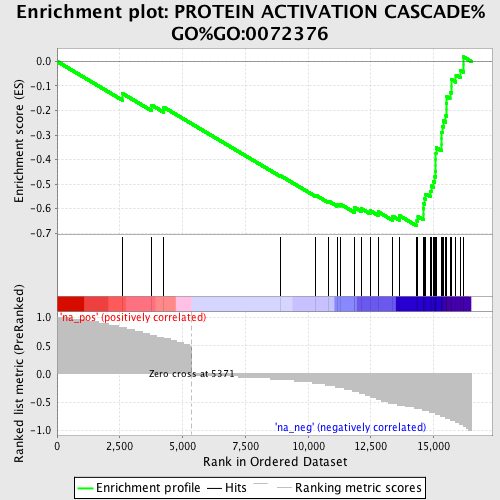 Enrichment plot: PROTEIN ACTIVATION CASCADE%
GO%GO:0072376
Enrichment score (ES)
0.0
-0.1
-0.2
-0.3
-0.4
-0.5
-0.6
-0.7
'na_pos' (positively correlated)
Ranked list metric (PreRanked)
1.0
0.5
0.0
-0.5
-1.0
Zero cross at 5371
'na_neg' (negatively correlated)
0 2,500 5,000 7,500 10,000 12,500 15,000
Rank in Ordered Dataset
Enrichment profile Hits Ranking metric scores